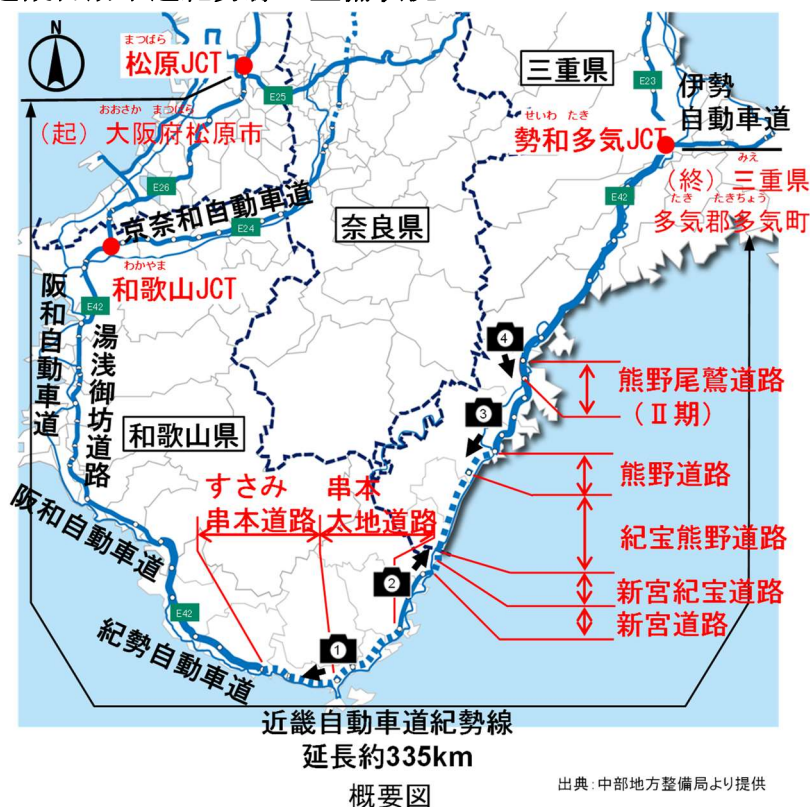 N
まつばら
松原JCT
E25
おおさか まつばら
(起) 大阪府松原市
E26
京奈和自動車道
E24
わかやま
和歌山JCT
E42
阪和自動車道
湯浅御坊道路
奈良県
和歌山県
三重県
E23
伊勢
自動車道
せいわ たき
勢和多気JCT
みえ
(終) 三重県
たき たきちょう
多気郡多気町
E42
4
熊野尾鷲道路
(Ⅱ期)
3
熊野道路
紀宝熊野道路
新宮紀宝道路
新宮道路
すさみ
串本道路
串本
太地道路
2
1
阪和自動車道
E42
紀勢自動車道
近畿自動車道紀勢線
延長約335km
概要図
出典:中部地方整備局より提供